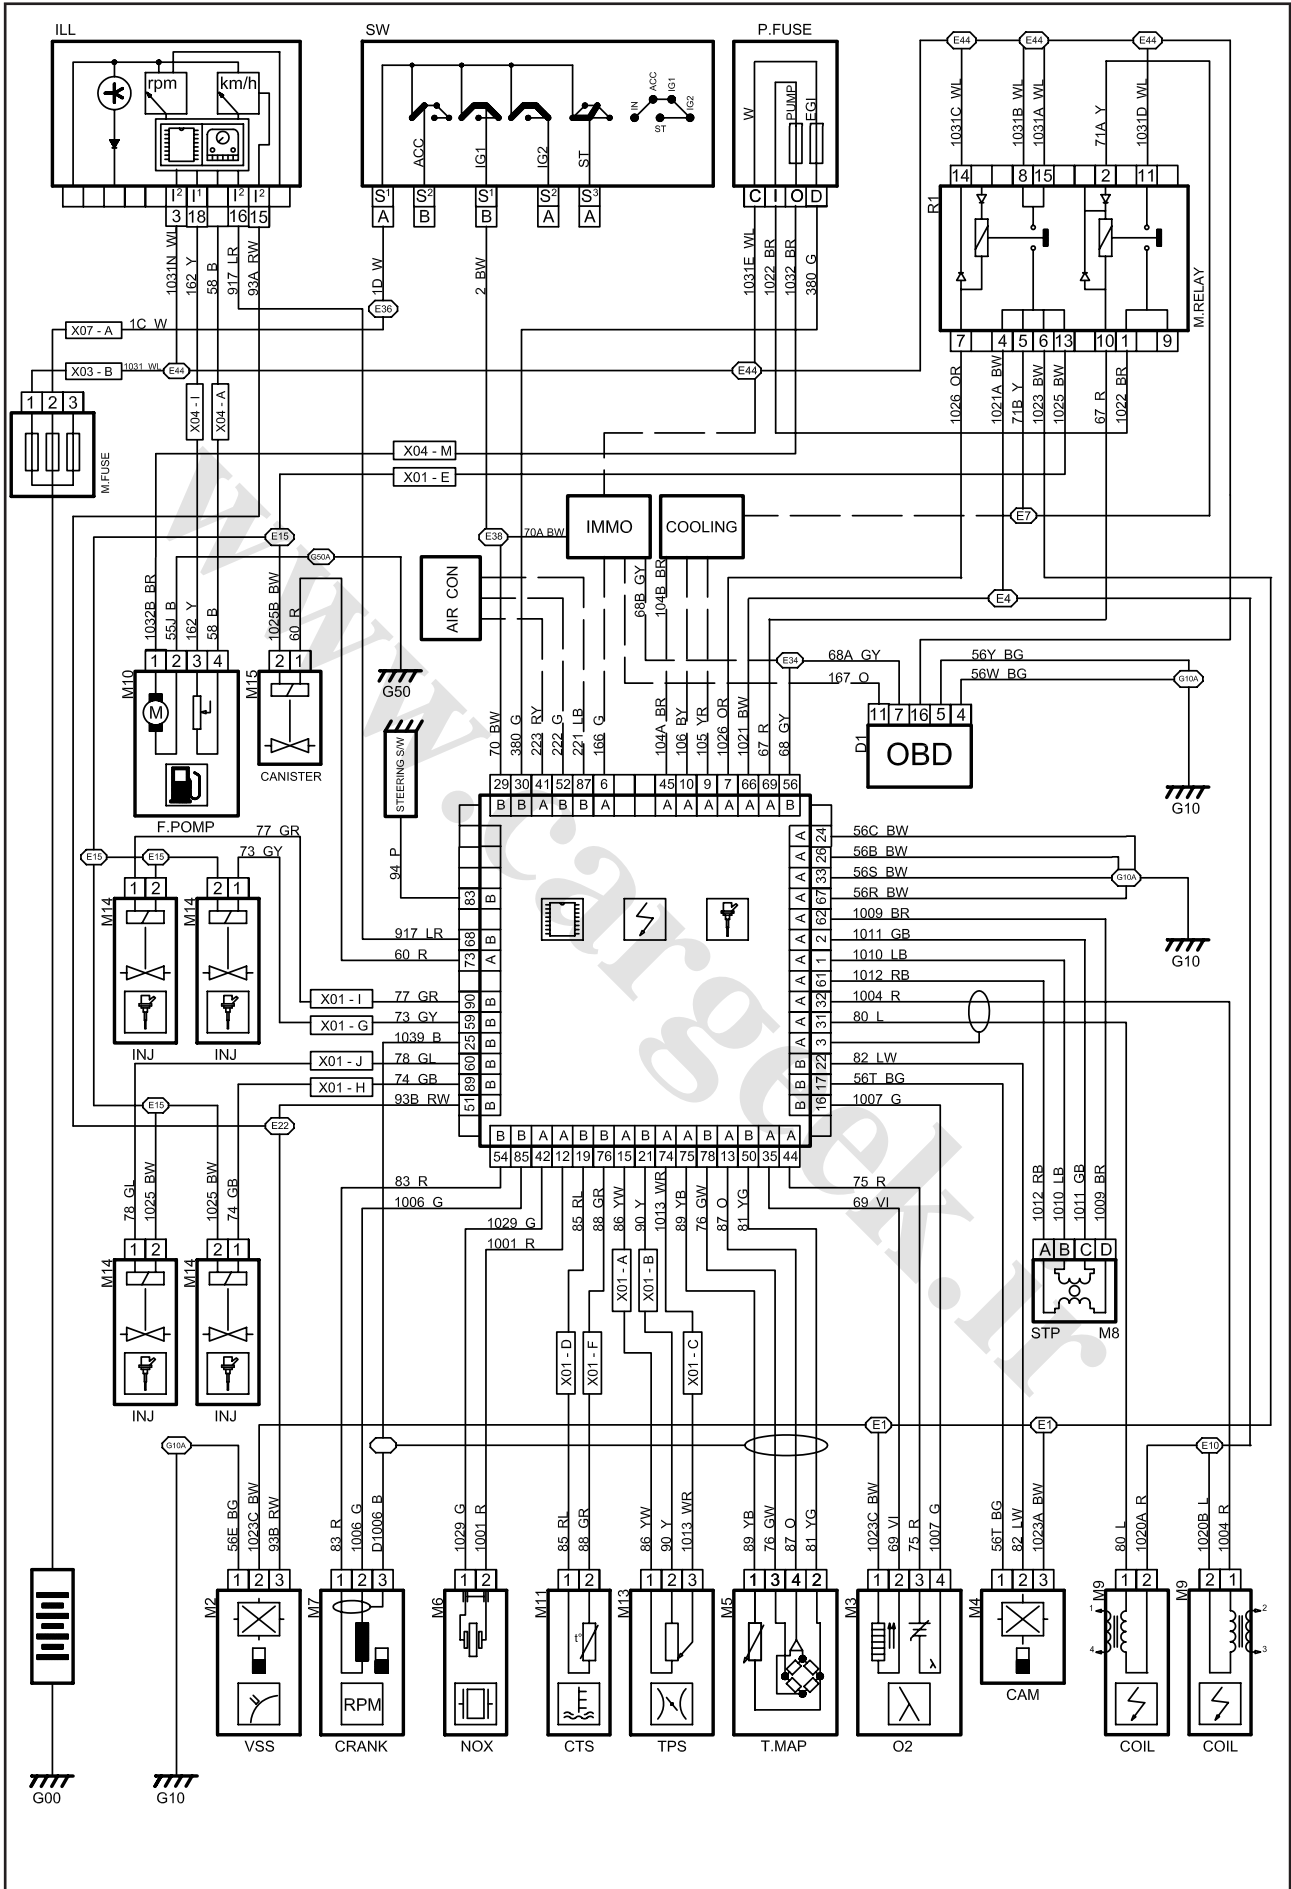 ILL SW P.FUSE
E44 E44 E44
rpm km/h
IN ACC IG1 IG2 ST
ACC IG1 IG2 ST
W PUMP EGI
1031C WL 1031B WL 1031A WL 71A Y 1031D WL
I2 I1 I2 I2 S1 S2 S1 S2 S3 C I O D
3 18 16 15 A B B A A
14 8 15 2 11
R1
M.RELAY
1031N WL 162 Y 58 B 917 LR 93A RW 1D W 2 BW 1031E WL 1022 BR 1032 BR 380 G
E36
X07 - A 1C W
7 4 5 6 13 10 1 9
X03 - B 1031 WL E44 E44
1 2 3
M.FUSE
X04 - I X04 - A
1026 OR 1021A BW 71B Y 1023 BW 1025 BW 67 R 1022 BR
X04 - M
X01 - E
IMMO COOLING E7
E15 E38 70A BW
G50A
AIR CON
E4
1032B BR 55J B 162 Y 58 B 1025B BW 60 R
68B GY 104B BR
1 2 3 4 2 1
M10 M15
M
CANISTER
F.POMP
G50
STEERING S/W
94 P
E34 68A GY 167 O
56Y BG
56W BG
G10A
11 7 16 5 4
D1
OBD
G10
70 BW 380 G 223 RY 222 G 221 LB 166 G 104A BR 106 BY 105 YR 1026 OR 1021 BW 67 R 68 GY
29 30 41 52 87 6 45 10 9 7 66 69 56
B B A B B A A A A A A A B
77 GR
73 GY
E15 E15
1 2 2 1
M14 M14
INJ INJ
83 B
917 LR 68 B
60 R 73 A
X01 - I 77 GR 90 B
X01 - G 73 GY 59 B
1039 B 25 B
X01 - J 78 GL 60 B
X01 - H 74 GB 89 B
93B RW 51 B
A 24 56C BW
A 26 56B BW
A 33 56S BW
A 67 56R BW
G10A
G10
A 62 1009 BR
A 2 1011 GB
A 1 1010 LB
A 61 1012 RB
A 32 1004 R
A 31 80 L
A 3
B 22 82 LW
B 17 56T BG
B 16 1007 G
E15 E22
B B A A B B A B A A B A B A A
54 85 42 12 19 76 15 21 74 75 78 13 50 35 44
78 GL 1025 BW 1025 BW 74 GB
83 R
1006 G
1029 G
1001 R
85 RL 88 GR 86 YW 90 Y 1013 WR 89 YB 76 GW 87 O 81 YG
75 R
69 VI
1012 RB 1010 LB 1011 GB 1009 BR
1 2 2 1
M14 M14
INJ INJ
X01 - A X01 - B
X01 - D X01 - F X01 - C
A B C D
STP M8
G10A E1 E1 E10
56E BG 1023C BW 93B RW 83 R 1006 G D1006 B 1029 G 1001 R 85 RL 88 GR 86 YW 90 Y 1013 WR 89 YB 76 GW 87 O 81 YG 1023C BW 69 VI 75 R 1007 G 56T BG 82 LW 1023A BW 80 L 1020A R 1020B L 1004 R
1 2 3 1 2 3 1 2 1 2 1 2 3 1 3 4 2 1 2 3 4 1 2 3 1 2 2 1
M2 M7 M6 M11 M13 M5 M3 M4 M9 M9
1 4 2 3
t° λ
RPM
VSS CRANK NOX CTS TPS T.MAP O2 CAM COIL COIL
G00 G10
www.cargeek.ir